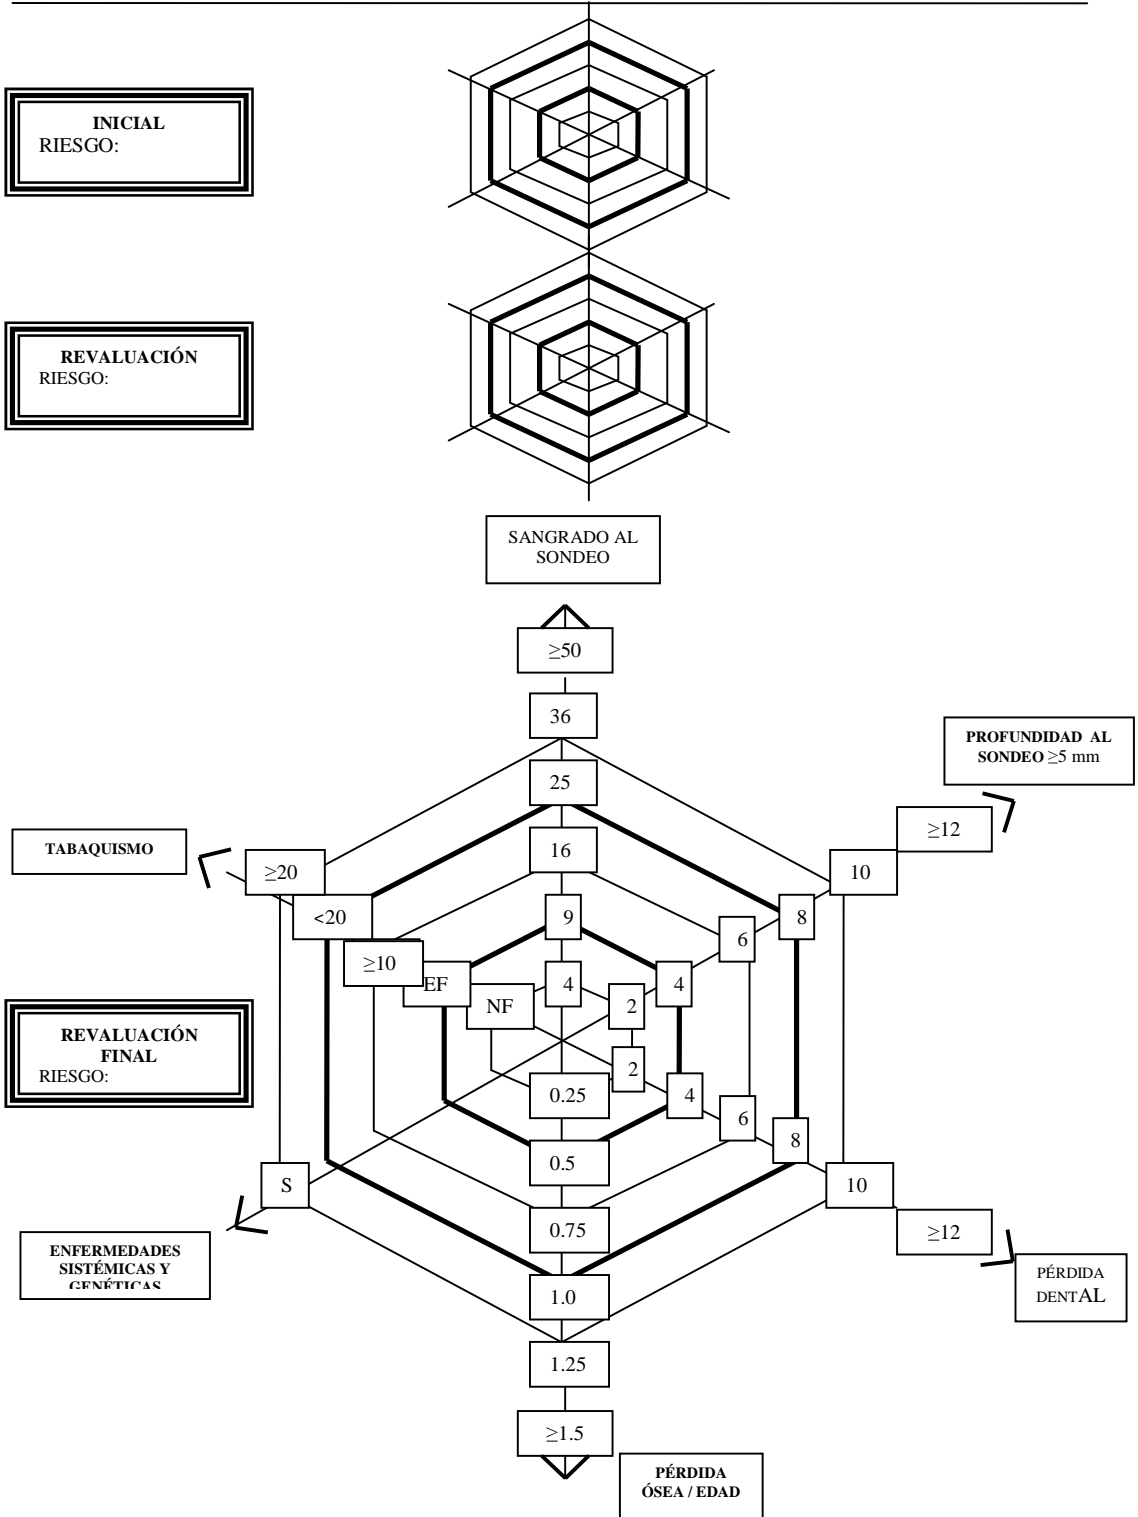 INICIAL
RIESGO:
REVALUACIÓN
RIESGO:
SANGRADO AL
SONDEO
≥50
36
PROFUNDIDAD AL
SONDEO ≥5 mm
25
≥12
TABAQUISMO
16
10
≥20
<20
9
8
6
≥10
EF
4
4
NF
2
REVALUACIÓN
FINAL
RIESGO:
2
0.25
4
6
8
0.5
S
10
0.75
≥12
ENFERMEDADES
SISTÉMICAS Y
GENÉTICAS
PÉRDIDA
DENTAL
1.0
1.25
≥1.5
PÉRDIDA
ÓSEA / EDAD